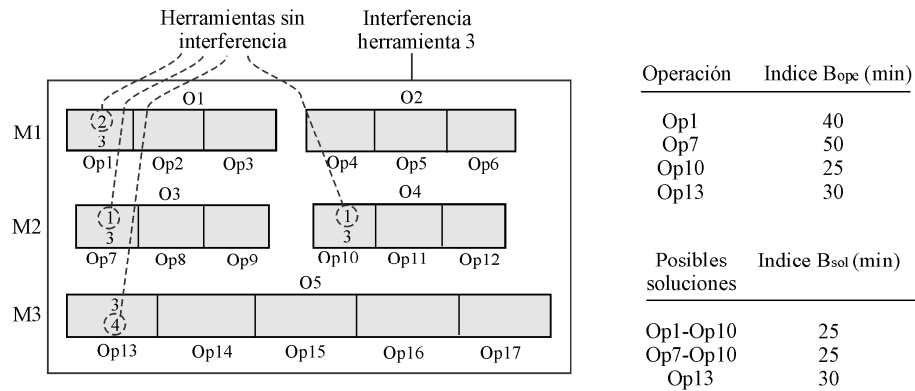 Herramientas sin
interferencia
Interferencia
herramienta 3
O1
O2
M1
2
3
Op1 Op2 Op3
Op4 Op5 Op6
O3
O4
M2
1
3
1
3
Op7 Op8 Op9
Op10 Op11 Op12
O5
M3
3
4
Op13 Op14 Op15 Op16 Op17
Operación Indice Bope (min)
Op1 40
Op7 50
Op10 25
Op13 30
Posibles Indice Bsol (min)
soluciones
Op1-Op10 25
Op7-Op10 25
Op13 30